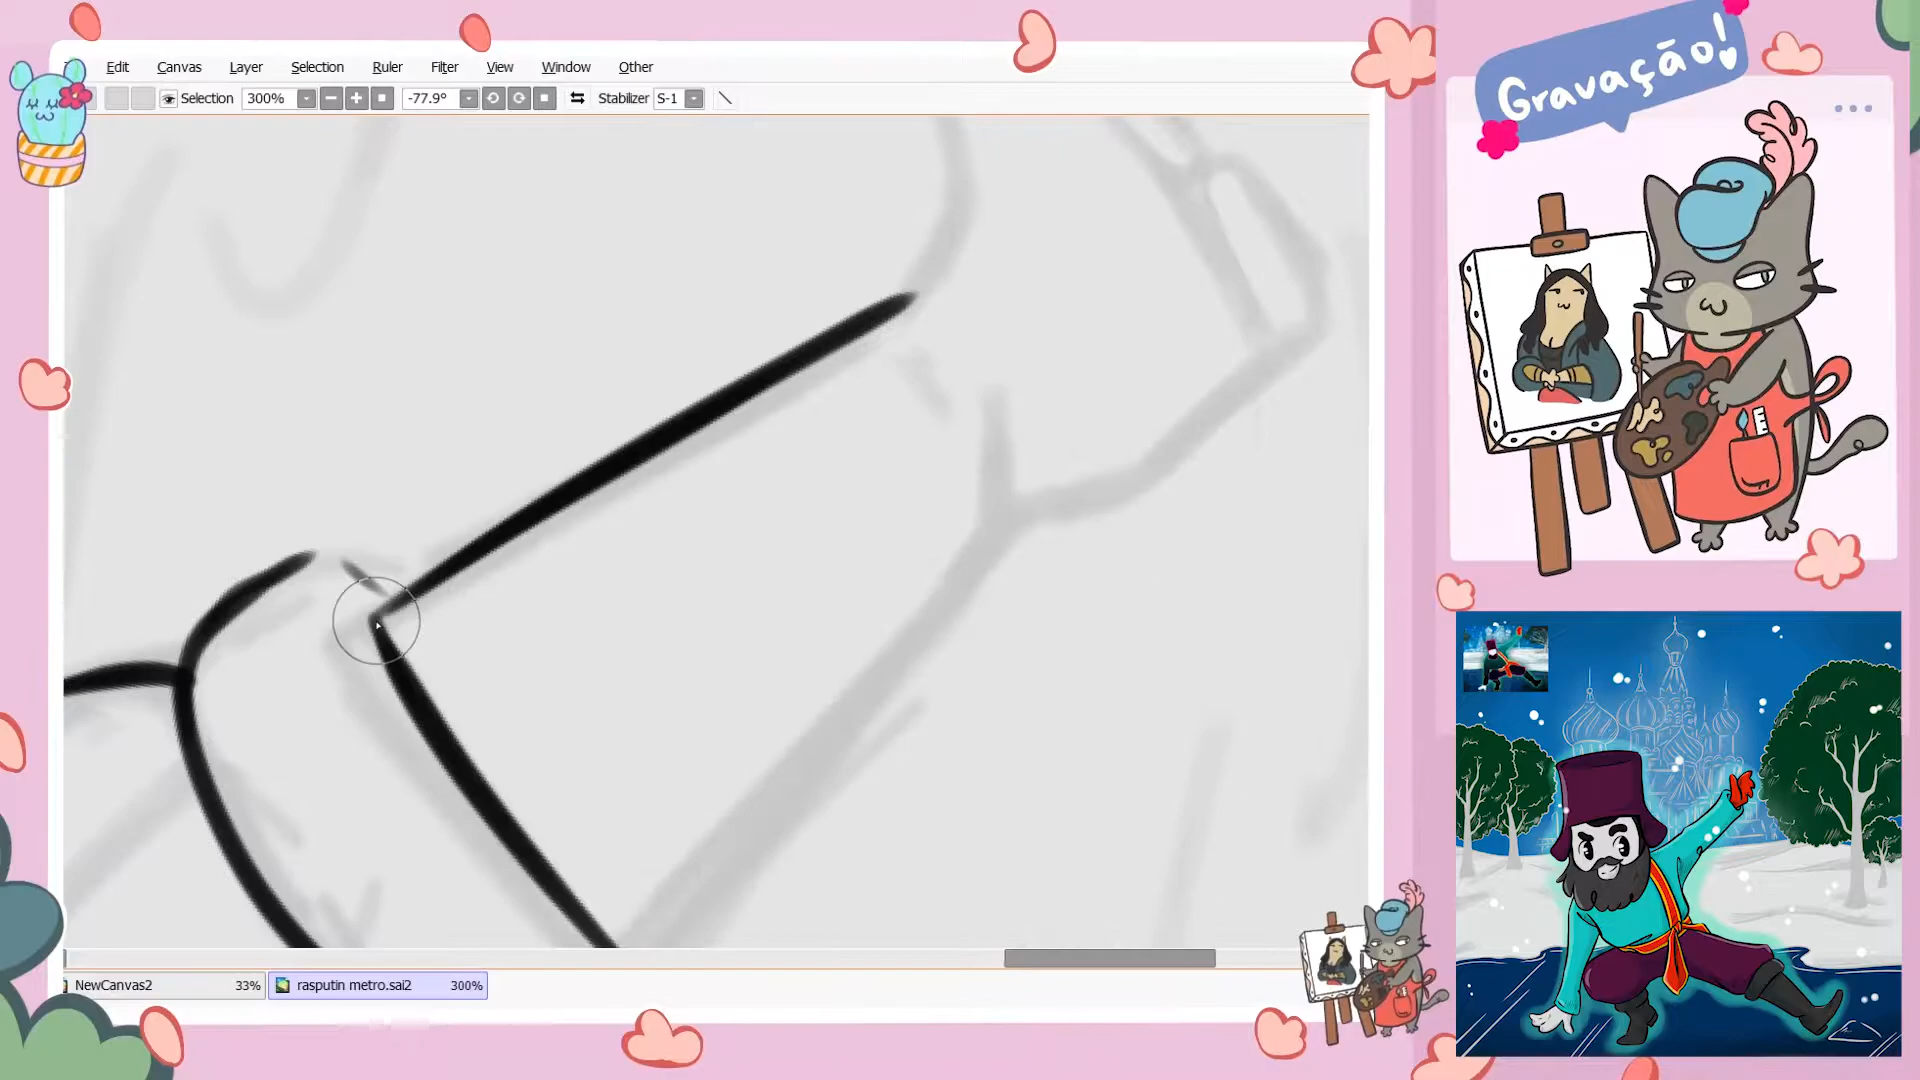 Edit Canvas Layer Selection Ruler Filter View Window Other
Selection 300% -77.9° Stabilizer S-1
NewCanvas2 33% rasputin metro.sai2 300%
Gravação!